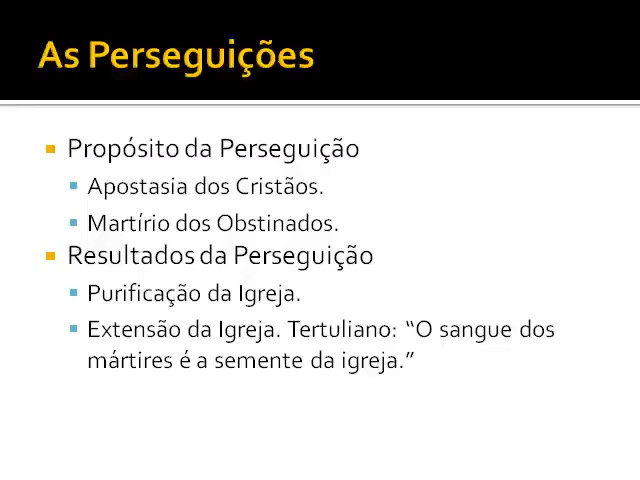 As Perseguições
Propósito da Perseguição
Apostasia dos Cristãos.
Martírio dos Obstinados.
Resultados da Perseguição
Purificação da Igreja.
Extensão da Igreja. Tertuliano: “O sangue dos
mártires é a semente da igreja.”